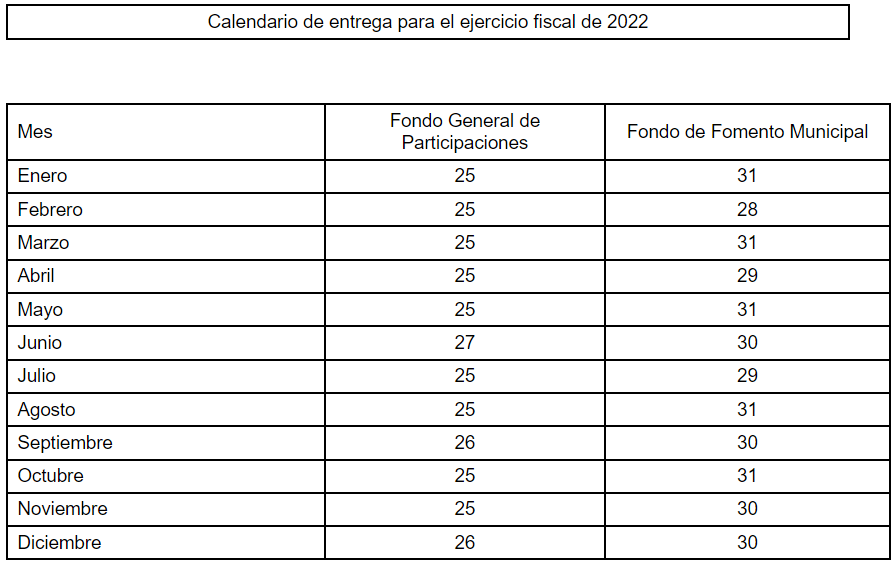 Calendario de entrega para el ejercicio fiscal de 2022
Mes Fondo General de Participaciones Fondo de Fomento Municipal
Enero 25 31
Febrero 25 28
Marzo 25 31
Abril 25 29
Mayo 25 31
Junio 27 30
Julio 25 29
Agosto 25 31
Septiembre 26 30
Octubre 25 31
Noviembre 25 30
Diciembre 26 30